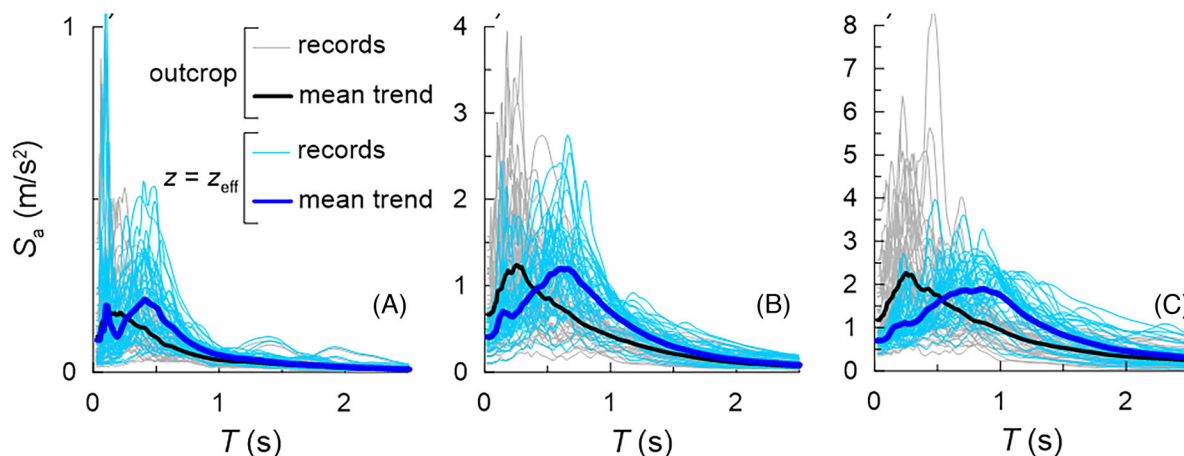 outcrop
records
mean trend
z = z_eff
records
mean trend
S_a (m/s²)
1
0
0
1
2
T (s)
(A)
4
3
2
1
0
0
1
2
T (s)
(B)
8
7
6
5
4
3
2
1
0
0
1
2
T (s)
(C)